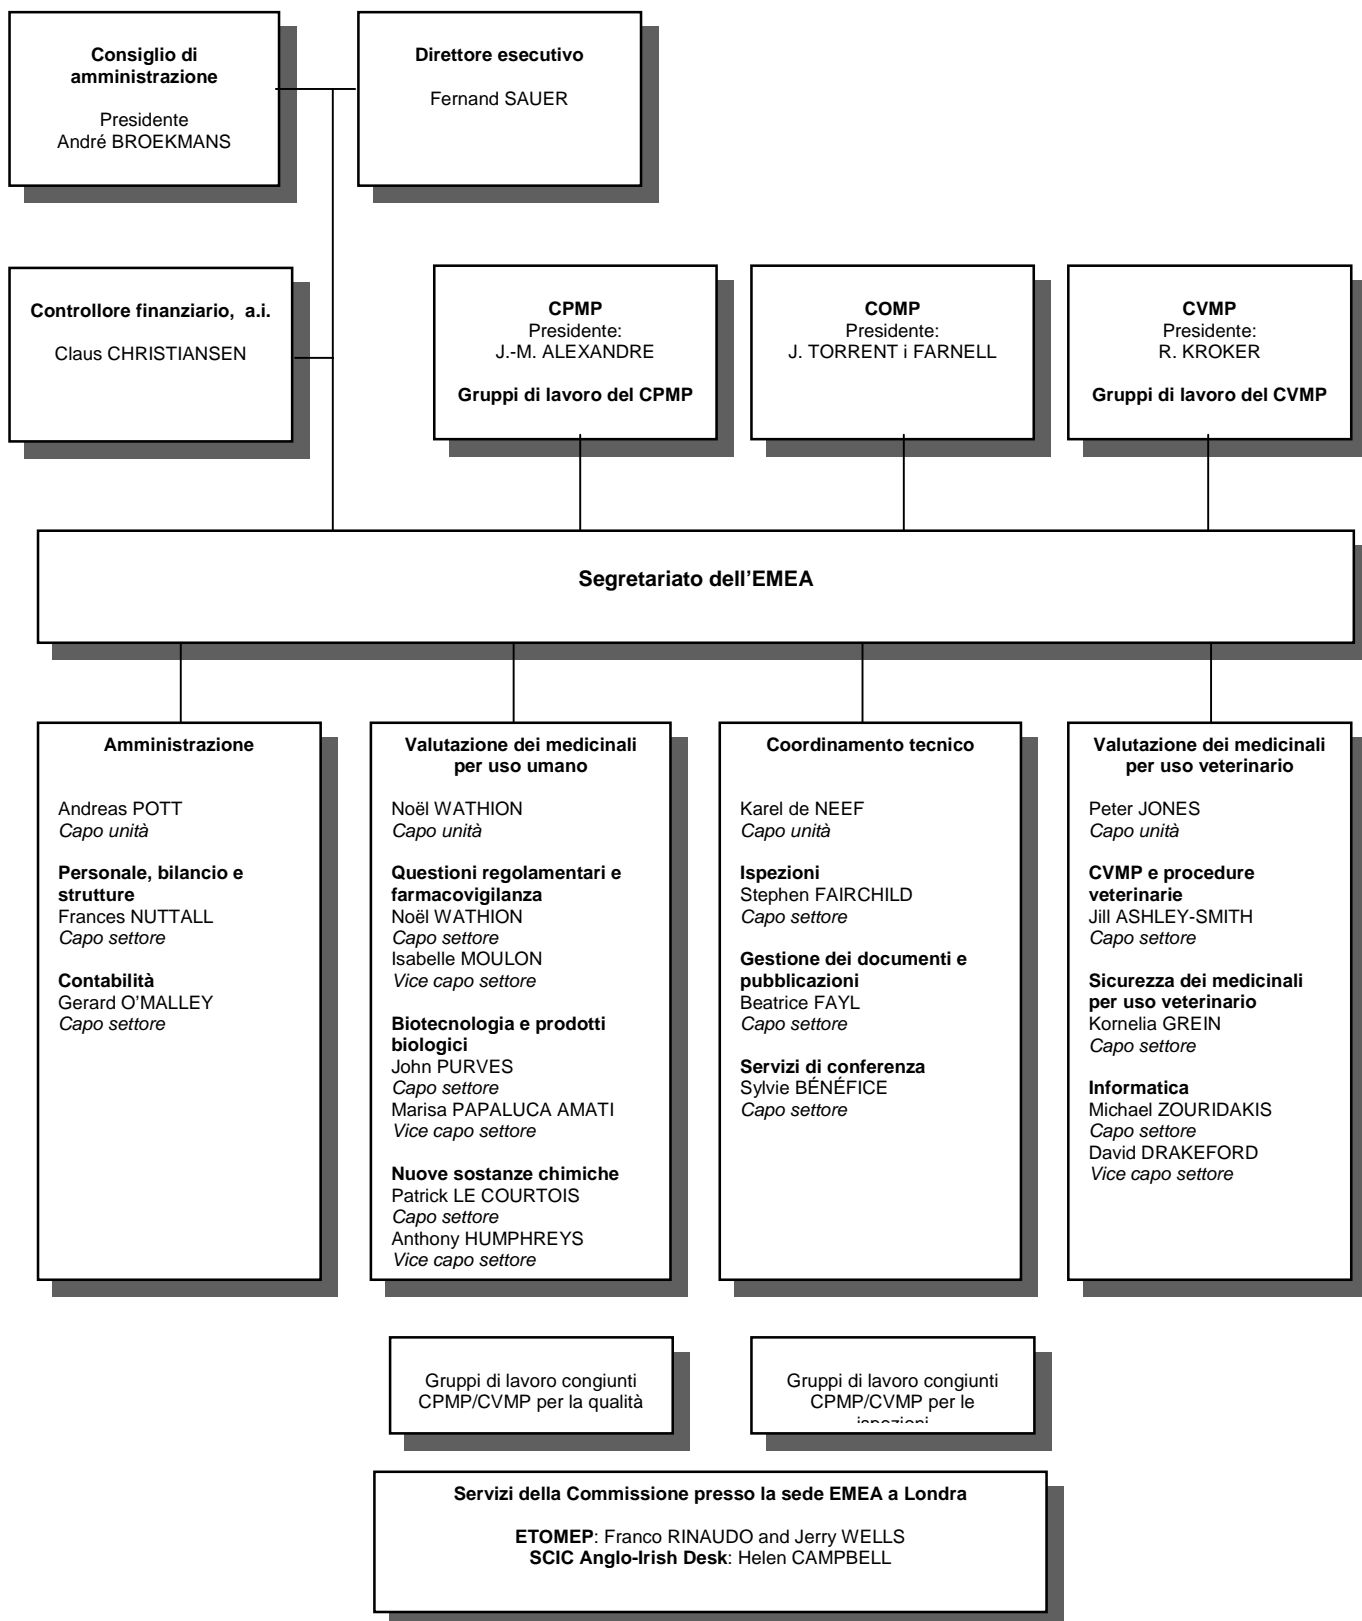 Consiglio di
amministrazione
Presidente
André BROEKMANS
Direttore esecutivo
Fernand SAUER
Controllore finanziario, a.i.
Claus CHRISTIANSEN
CPMP
Presidente:
J.-M. ALEXANDRE
Gruppi di lavoro del CPMP
COMP
Presidente:
J. TORRENT i FARNELL
CVMP
Presidente:
R. KROKER
Gruppi di lavoro del CVMP
Segretariato dell’EMEA
Amministrazione
Andreas POTT
Capo unità
Personale, bilancio e
strutture
Frances NUTTALL
Capo settore
Contabilità
Gerard O’MALLEY
Capo settore
Valutazione dei medicinali
per uso umano
Noël WATHION
Capo unità
Questioni regolamentari e
farmacovigilanza
Noël WATHION
Capo settore
Isabelle MOULON
Vice capo settore
Biotecnologia e prodotti
biologici
John PURVES
Capo settore
Marisa PAPALUCA AMATI
Vice capo settore
Nuove sostanze chimiche
Patrick LE COURTOIS
Capo settore
Anthony HUMPHREYS
Vice capo settore
Coordinamento tecnico
Karel de NEEF
Capo unità
Ispezioni
Stephen FAIRCHILD
Capo settore
Gestione dei documenti e
pubblicazioni
Beatrice FAYL
Capo settore
Servizi di conferenza
Sylvie BÉNÉFICE
Capo settore
Valutazione dei medicinali
per uso veterinario
Peter JONES
Capo unità
CVMP e procedure
veterinarie
Jill ASHLEY-SMITH
Capo settore
Sicurezza dei medicinali
per uso veterinario
Kornelia GREIN
Capo settore
Informatica
Michael ZOURIDAKIS
Capo settore
David DRAKEFORD
Vice capo settore
Gruppi di lavoro congiunti
CPMP/CVMP per la qualità
Gruppi di lavoro congiunti
CPMP/CVMP per le
ispezioni
Servizi della Commissione presso la sede EMEA a Londra
ETOMEP: Franco RINAUDO and Jerry WELLS
SCIC Anglo-Irish Desk: Helen CAMPBELL